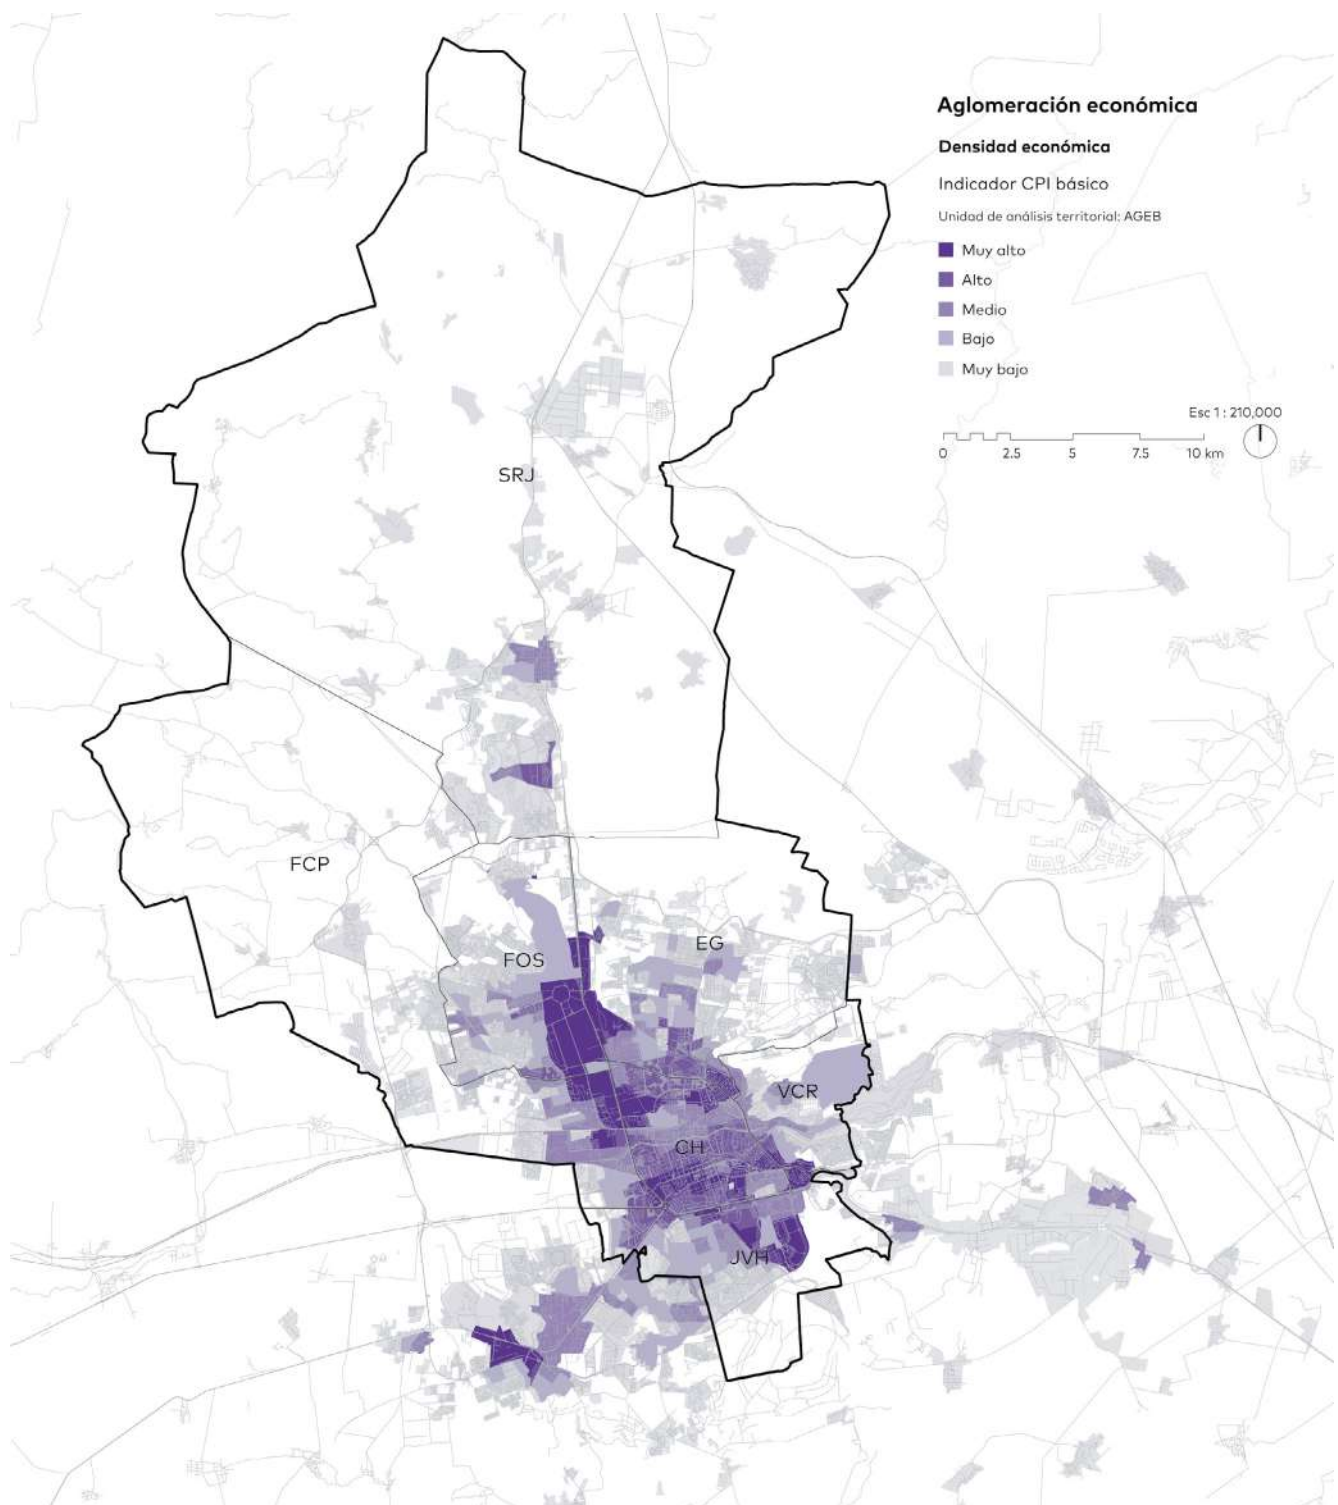 Aglomeración económica
Densidad económica
Indicador CPI básico
Unidad de análisis territorial: AGEB
Muy alto
Alto
Medio
Bajo
Muy bajo
Esc 1 : 210,000
0 2.5 5 7.5 10 km
SRJ
FCP
EG
FOS
VCR
CH
JVH